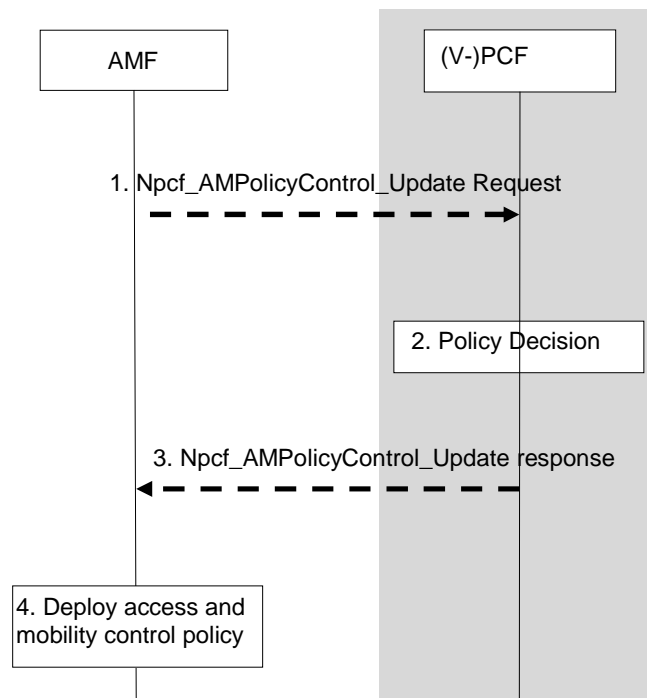 AMF
(V-)PCF
1. Npcf_AMPolicyControl_Update Request
2. Policy Decision
3. Npcf_AMPolicyControl_Update response
4. Deploy access and
mobility control policy